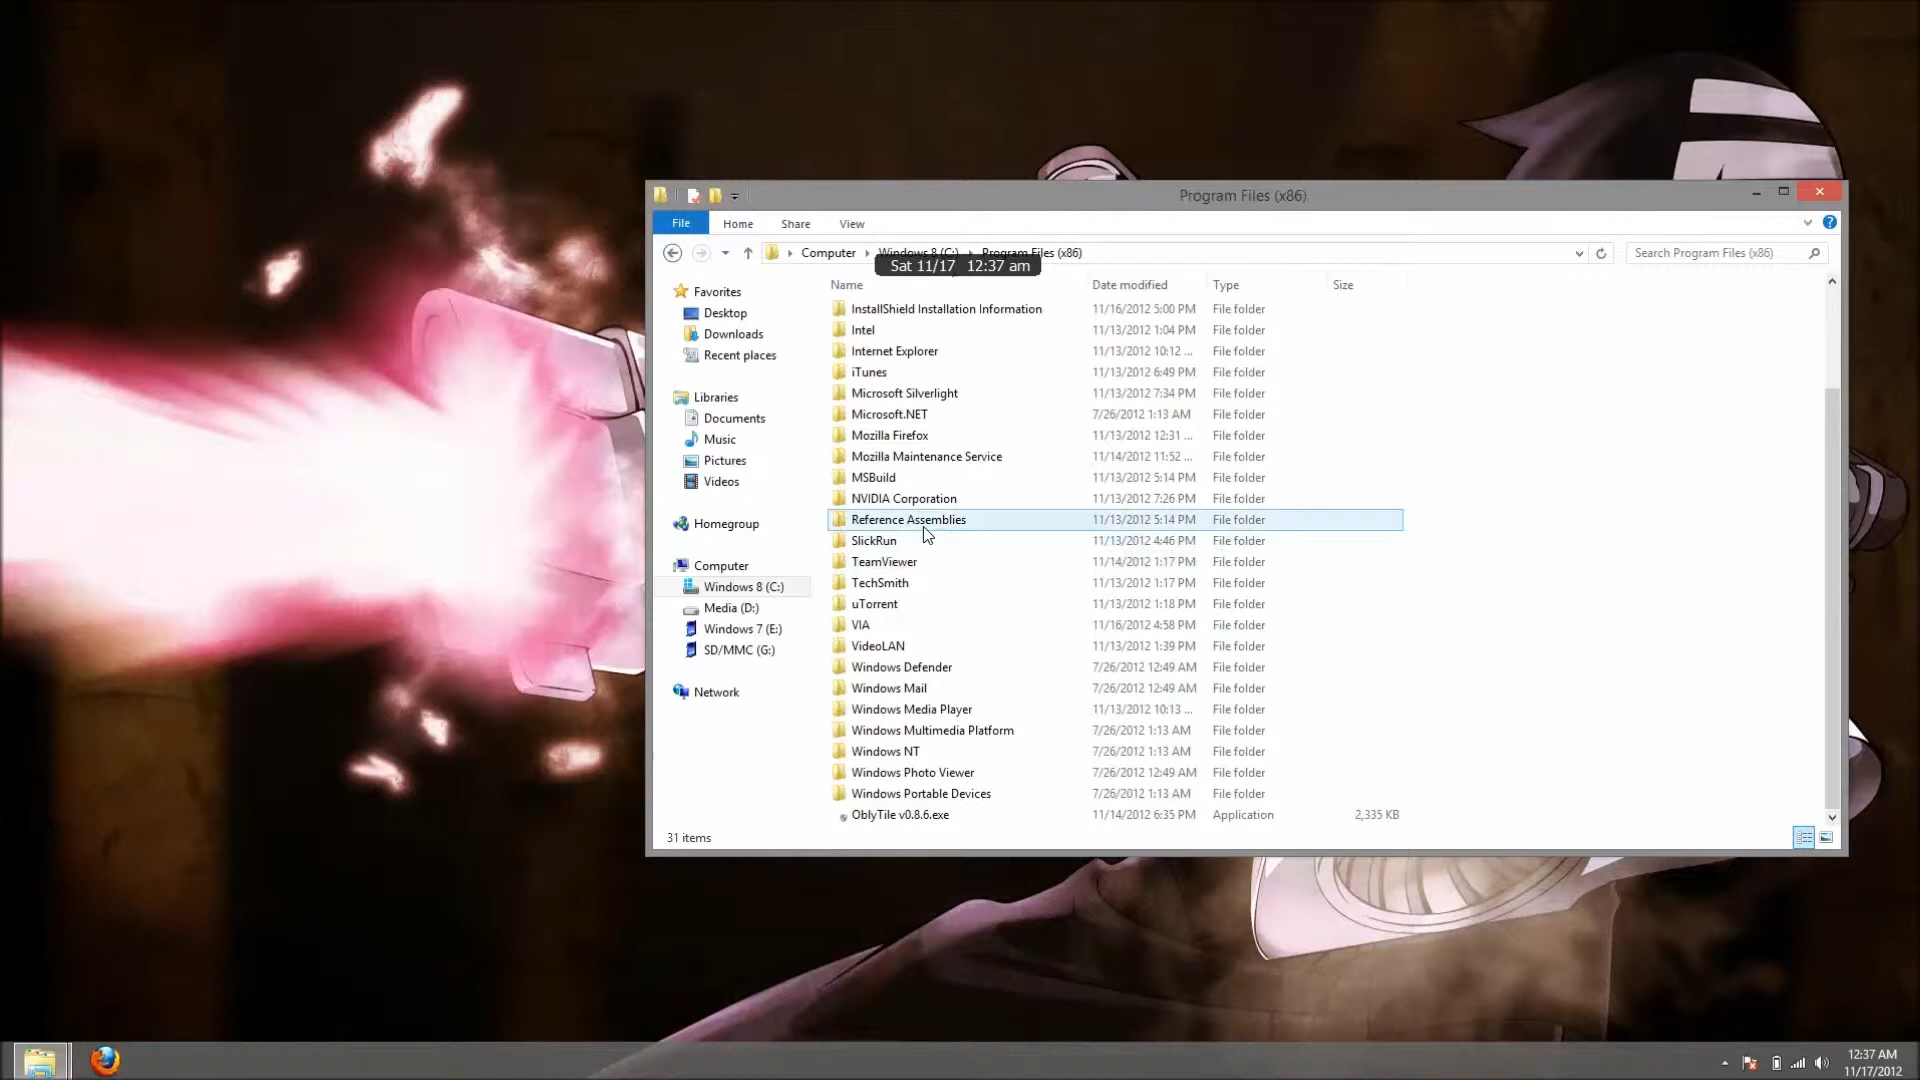 Program Files (x86)
File Home Share View
Computer Windows 8 (C:) Program Files (x86) Search Program Files (x86)
Sat 11/17 12:37 am
Name Date modified Type Size
Favorites
Desktop
Downloads
Recent places
Libraries
Documents
Music
Pictures
Videos
Homegroup
Computer
Windows 8 (C:)
Media (D:)
Windows 7 (E:)
SD/MMC (G:)
Network
InstallShield Installation Information 11/16/2012 5:00 PM File folder
Intel 11/13/2012 1:04 PM File folder
Internet Explorer 11/13/2012 10:12 ... File folder
iTunes 11/13/2012 6:49 PM File folder
Microsoft Silverlight 11/13/2012 7:34 PM File folder
Microsoft.NET 7/26/2012 1:13 AM File folder
Mozilla Firefox 11/13/2012 12:31 ... File folder
Mozilla Maintenance Service 11/14/2012 11:52 ... File folder
MSBuild 11/13/2012 5:14 PM File folder
NVIDIA Corporation 11/13/2012 7:26 PM File folder
Reference Assemblies 11/13/2012 5:14 PM File folder
SlickRun 11/13/2012 4:46 PM File folder
TeamViewer 11/14/2012 1:17 PM File folder
TechSmith 11/13/2012 1:17 PM File folder
uTorrent 11/13/2012 1:18 PM File folder
VIA 11/16/2012 4:58 PM File folder
VideoLAN 11/13/2012 1:39 PM File folder
Windows Defender 7/26/2012 12:49 AM File folder
Windows Mail 7/26/2012 12:49 AM File folder
Windows Media Player 11/13/2012 10:13 ... File folder
Windows Multimedia Platform 7/26/2012 1:13 AM File folder
Windows NT 7/26/2012 1:13 AM File folder
Windows Photo Viewer 7/26/2012 12:49 AM File folder
Windows Portable Devices 7/26/2012 1:13 AM File folder
OblyTile v0.8.6.exe 11/14/2012 6:35 PM Application 2,335 KB
31 items
12:37 AM
11/17/2012